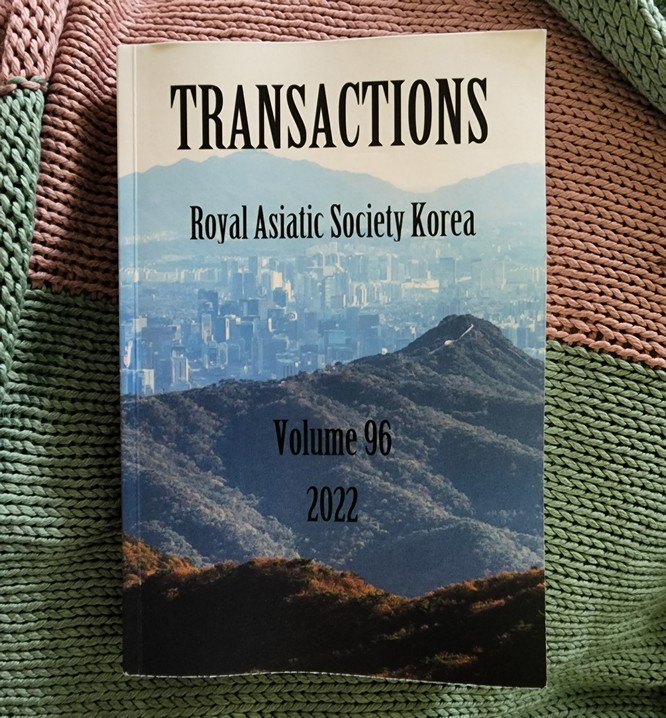 TRANSACTIONS
Royal Asiatic Society Korea
Volume 96
2022